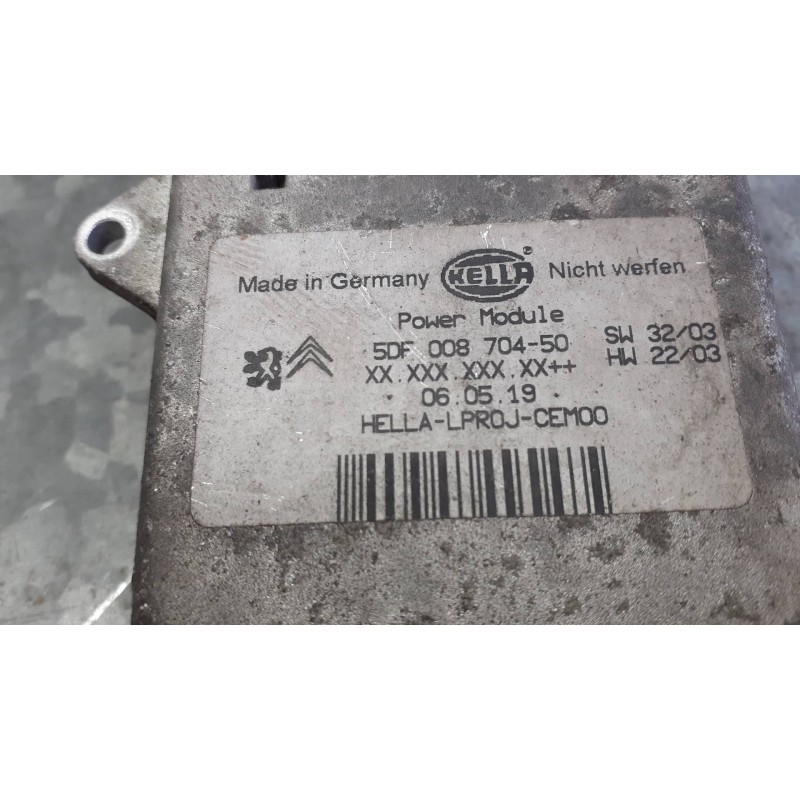 Made in Germany HELLA ® Nicht werfen
Power Module
5DF 008 704-50 SW 32/03
XX.XXX.XXX.XX++ HW 22/03
· 06.05.19 ·
HELLA-LPROJ-CEM00